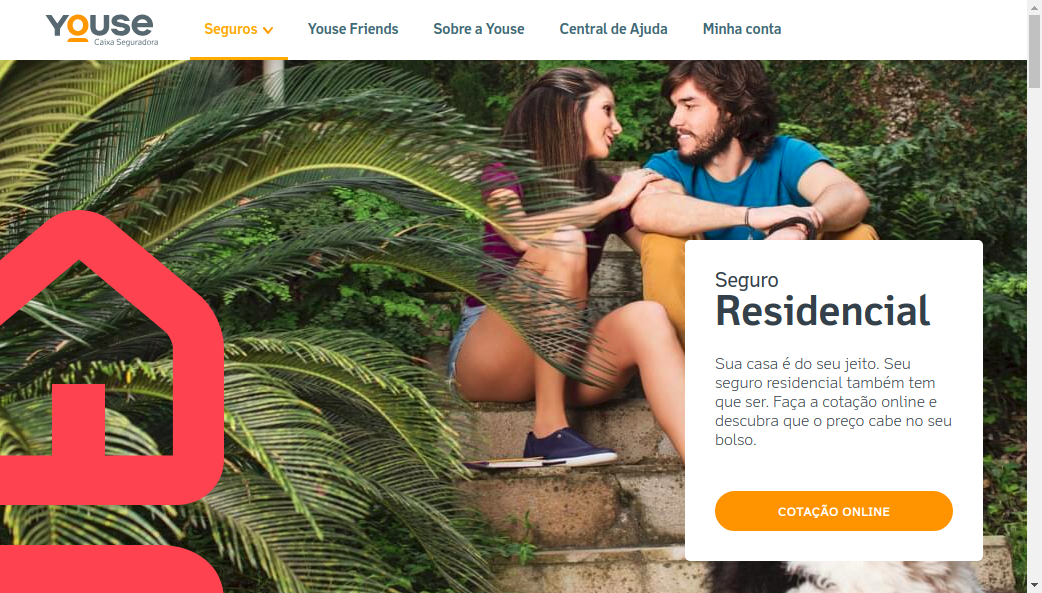 Youse
Caixa Seguradora
Seguros
Youse Friends
Sobre a Youse
Central de Ajuda
Minha conta
Seguro
Residencial
Sua casa é do seu jeito. Seu
seguro residencial também tem
que ser. Faça a cotação online e
descubra que o preço cabe no seu
bolso.
COTAÇÃO ONLINE